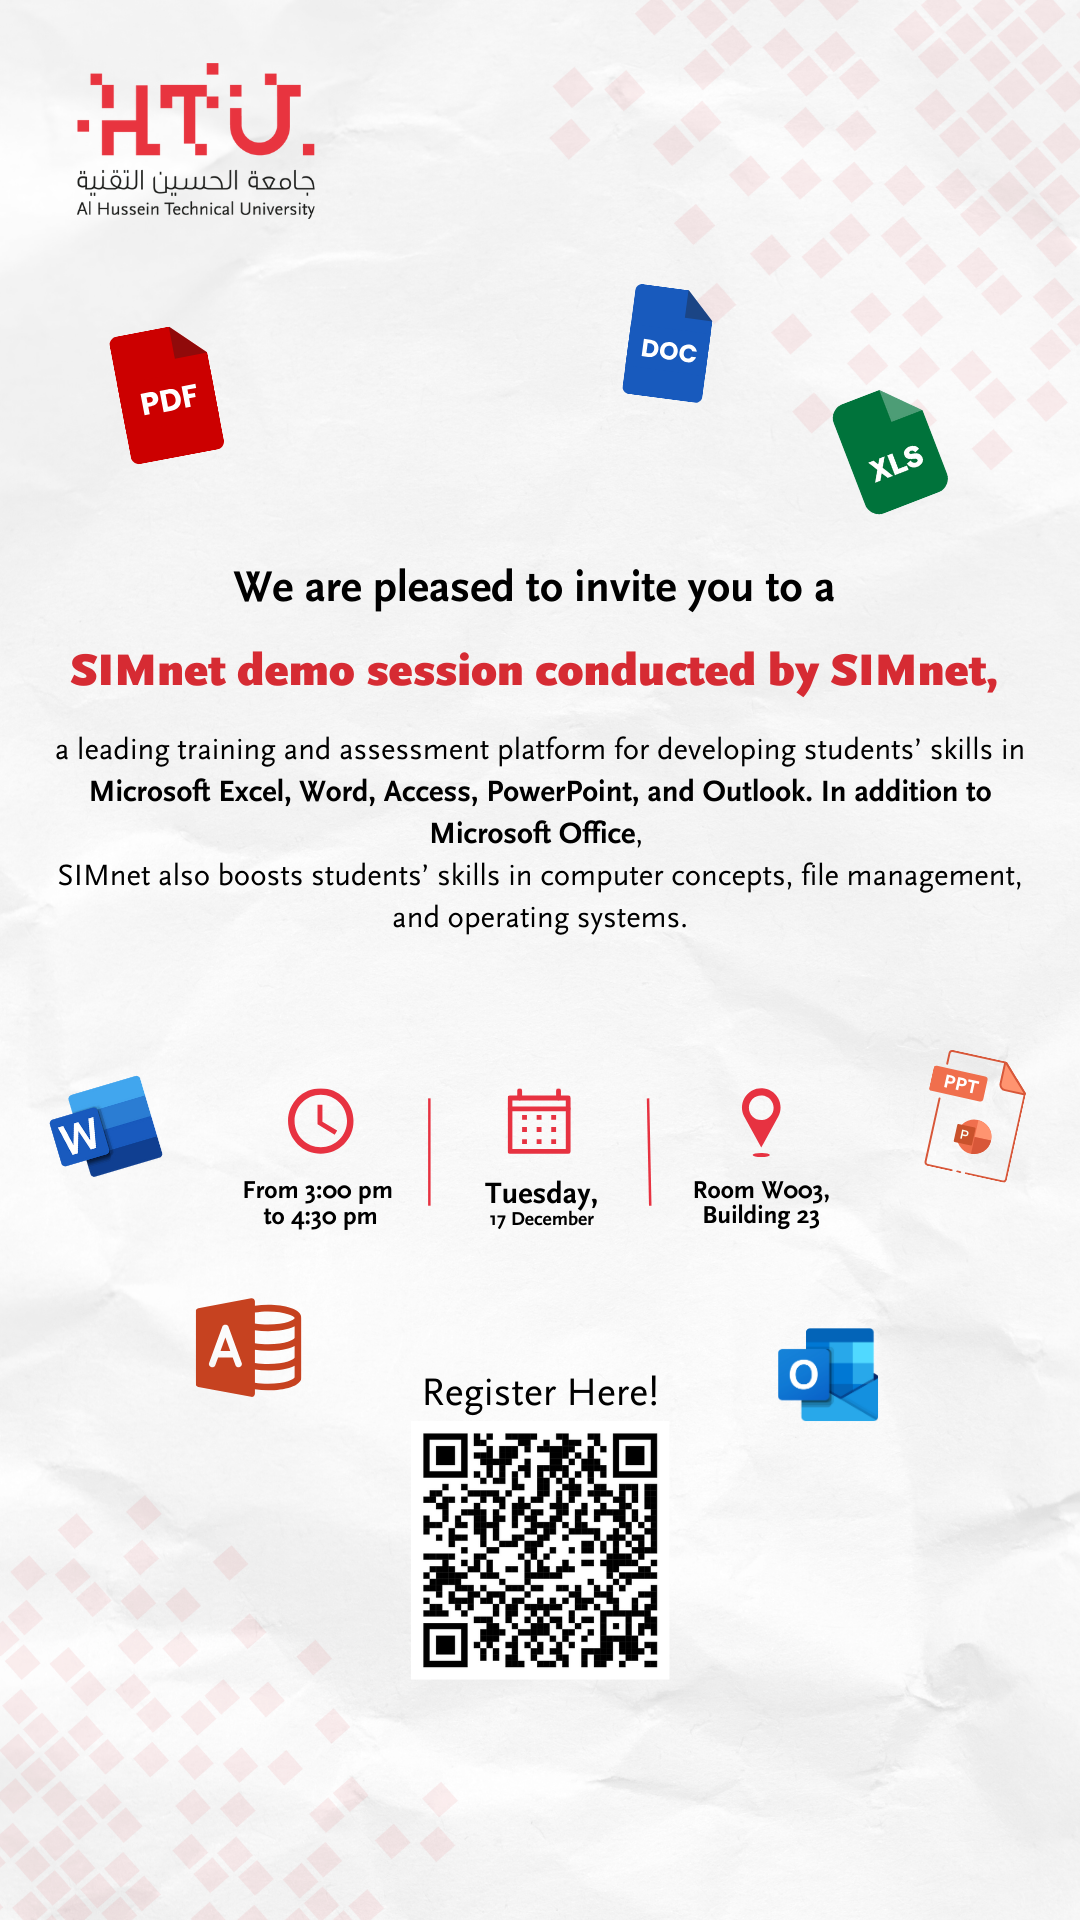 HTU
جامعة الحسين التقنية
Al Hussein Technical University
DOC
PDF
XLS
We are pleased to invite you to a
SIMnet demo session conducted by SIMnet,
a leading training and assessment platform for developing students’ skills in
Microsoft Excel, Word, Access, PowerPoint, and Outlook. In addition to
Microsoft Office,
SIMnet also boosts students’ skills in computer concepts, file management,
and operating systems.
PPT
P
W
From 3:00 pm
to 4:30 pm
Tuesday,
17 December
Room W003,
Building 23
A
O
Register Here!